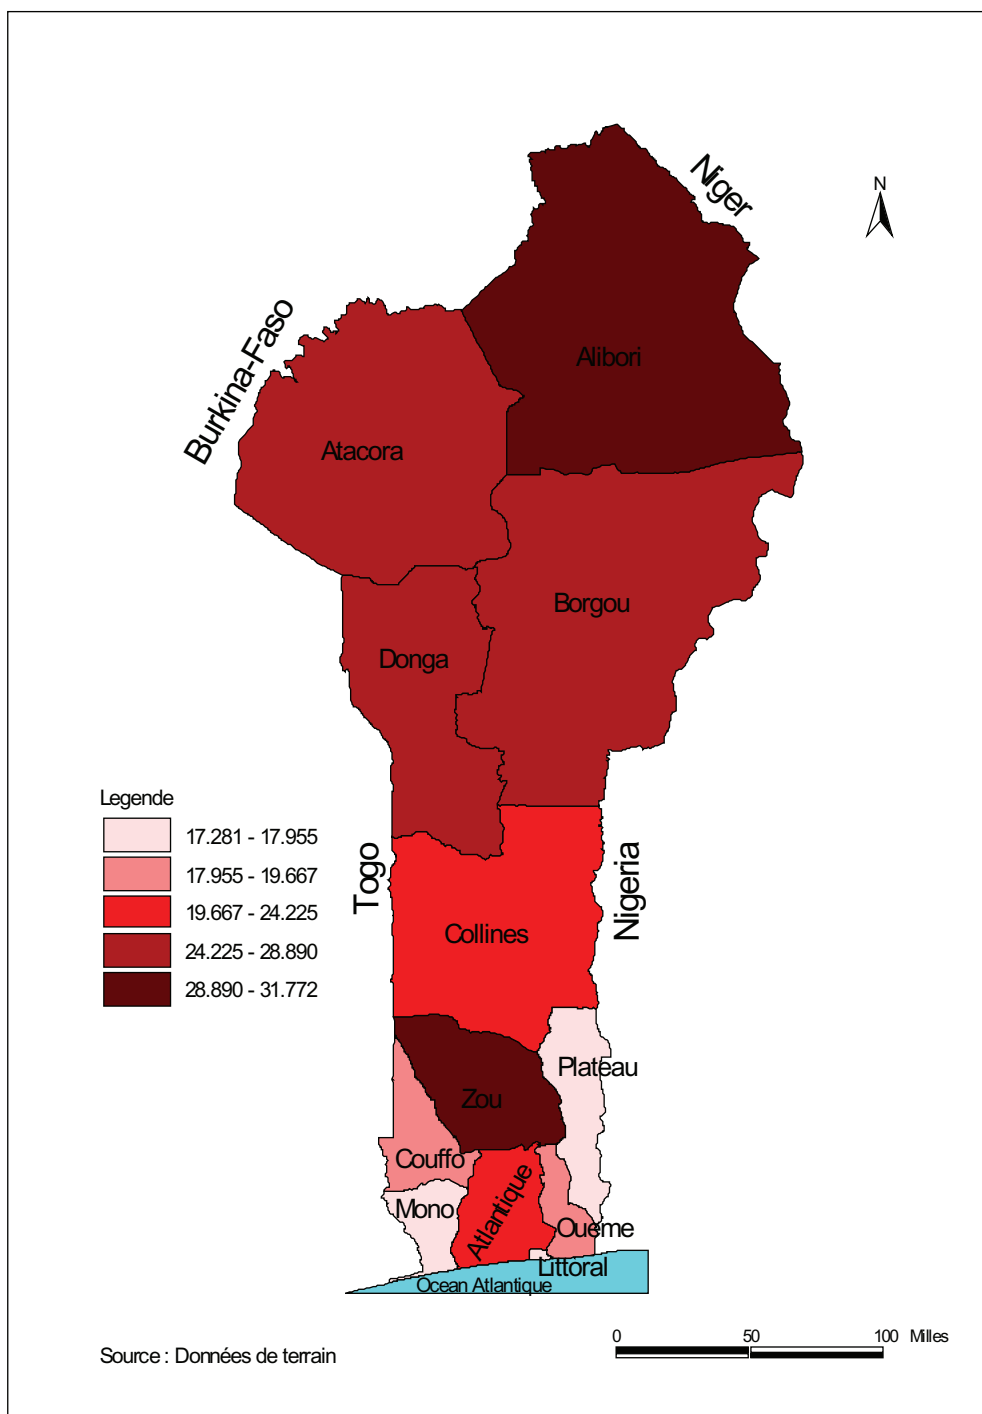 Niger
N
Burkina-Faso
Alibori
Atacora
Borgou
Donga
Legende
17.281 - 17.955
17.955 - 19.667
19.667 - 24.225
24.225 - 28.890
28.890 - 31.772
Togo
Nigeria
Collines
Plateau
Zou
Couffo
Atlantique
Mono
Oueme
Littoral
Ocean Atlantique
0 50 100 Milles
Source : Données de terrain